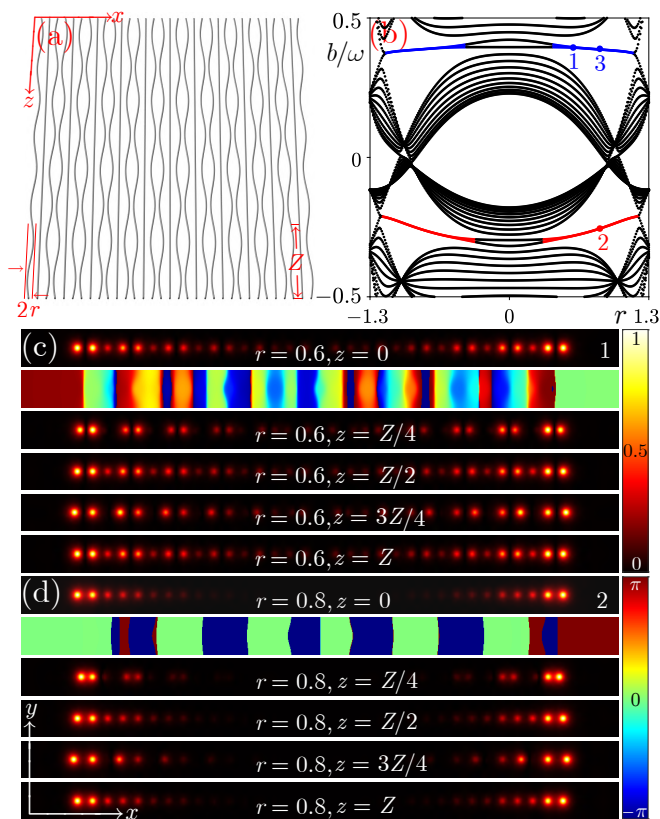 (a)
x
z
Z
2r
(b)
b/ω
0.5
0
−0.5
−1.3
0
r
1.3
1
3
2
(c)
r = 0.6, z = 0
1
r = 0.6, z = Z/4
r = 0.6, z = Z/2
r = 0.6, z = 3Z/4
r = 0.6, z = Z
1
0.5
0
(d)
r = 0.8, z = 0
2
r = 0.8, z = Z/4
r = 0.8, z = Z/2
r = 0.8, z = 3Z/4
r = 0.8, z = Z
y
x
π
0
−π